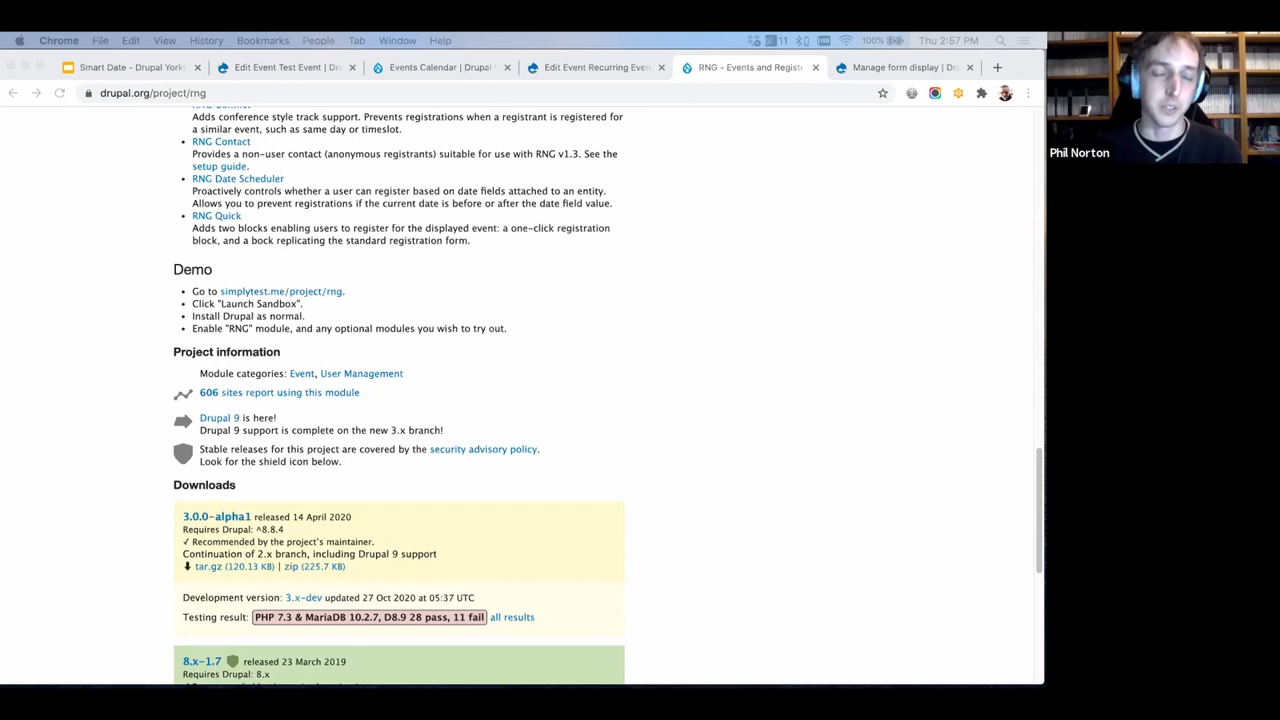 Chrome File Edit View History Bookmarks People Tab Window Help
11 100% Thu 2:57 PM
Smart Date - Drupal York
Edit Event Test Event | Dr
Events Calendar | Drupal
Edit Event Recurring Even
RNG - Events and Registr
Manage form display | Dr
drupal.org/project/rng
Phil Norton
RNG Conflict
Adds conference style track support. Prevents registrations when a registrant is registered for
a similar event, such as same day or timeslot.
• RNG Contact
Provides a non-user contact (anonymous registrants) suitable for use with RNG v1.3. See the
setup guide.
• RNG Date Scheduler
Proactively controls whether a user can register based on date fields attached to an entity.
Allows you to prevent registrations if the current date is before or after the date field value.
• RNG Quick
Adds two blocks enabling users to register for the displayed event: a one-click registration
block, and a bock replicating the standard registration form.
Demo
• Go to simplytest.me/project/rng.
• Click "Launch Sandbox".
• Install Drupal as normal.
• Enable "RNG" module, and any optional modules you wish to try out.
Project information
Module categories: Event, User Management
606 sites report using this module
Drupal 9 is here!
Drupal 9 support is complete on the new 3.x branch!
Stable releases for this project are covered by the security advisory policy.
Look for the shield icon below.
Downloads
3.0.0-alpha1 released 14 April 2020
Requires Drupal: ^8.8.4
✓ Recommended by the project's maintainer.
Continuation of 2.x branch, including Drupal 9 support
tar.gz (120.13 KB) | zip (225.7 KB)
Development version: 3.x-dev updated 27 Oct 2020 at 05:37 UTC
Testing result: PHP 7.3 & MariaDB 10.2.7, D8.9 28 pass, 11 fail all results
8.x-1.7 released 23 March 2019
Requires Drupal: 8.x